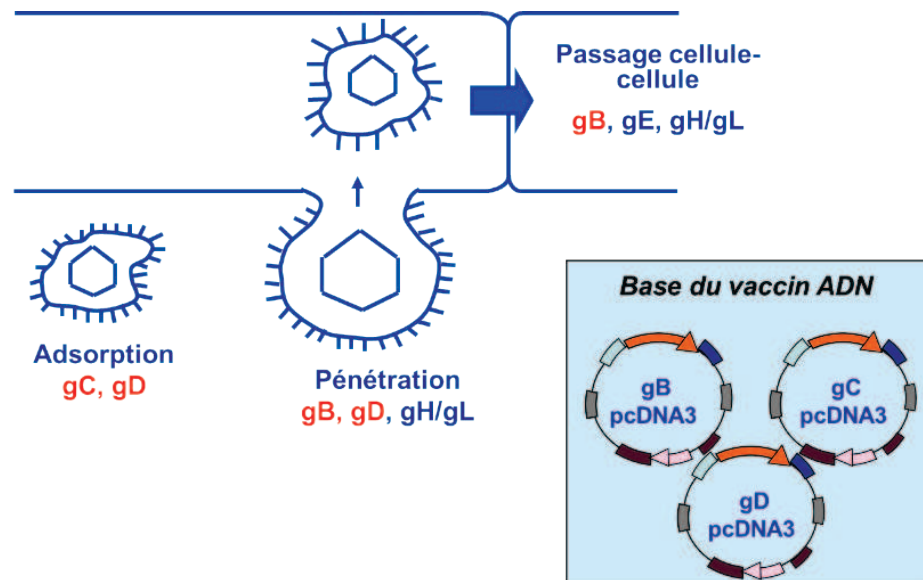 Passage cellule-
cellule
gB, gE, gH/gL
Adsorption
gC, gD
Pénétration
gB, gD, gH/gL
Base du vaccin ADN
gB
pcDNA3
gC
pcDNA3
gD
pcDNA3